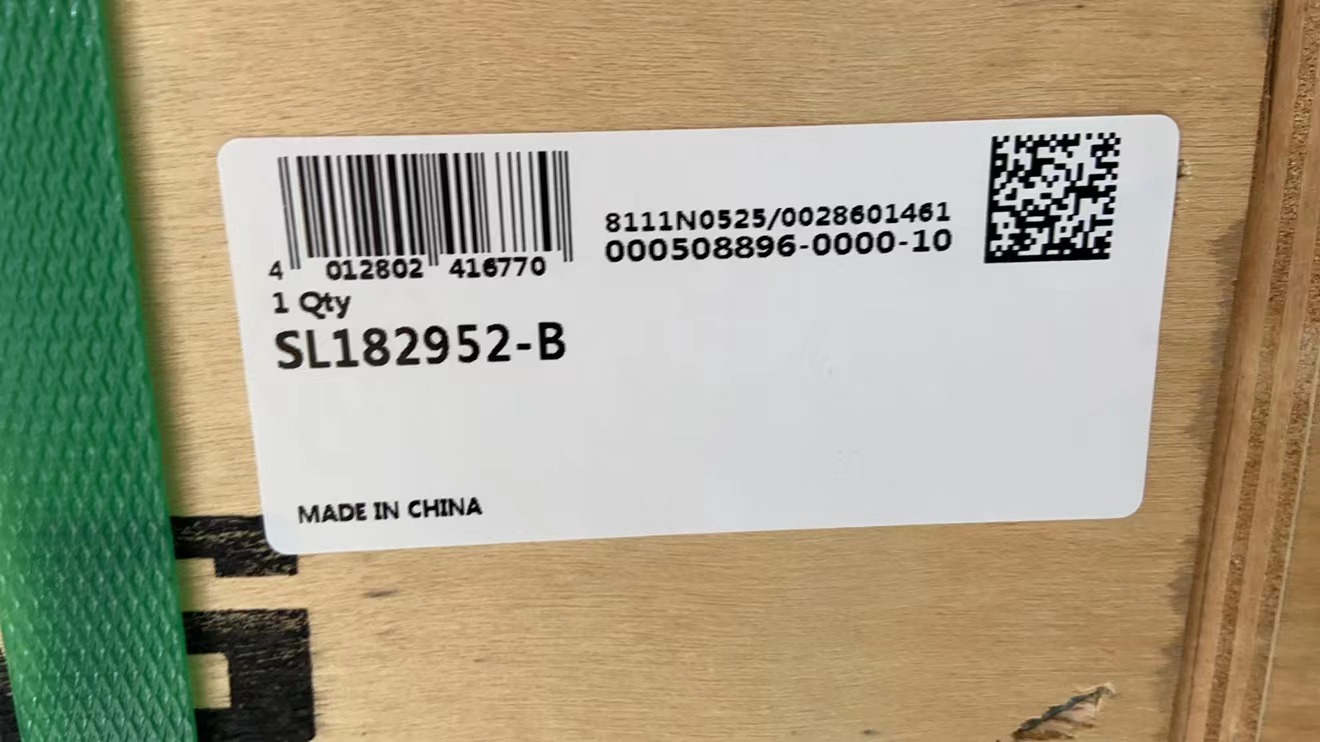 8111N0525/0028601461
000508896-0000-10
4 012802 416770
1 Qty
SL182952-B
MADE IN CHINA